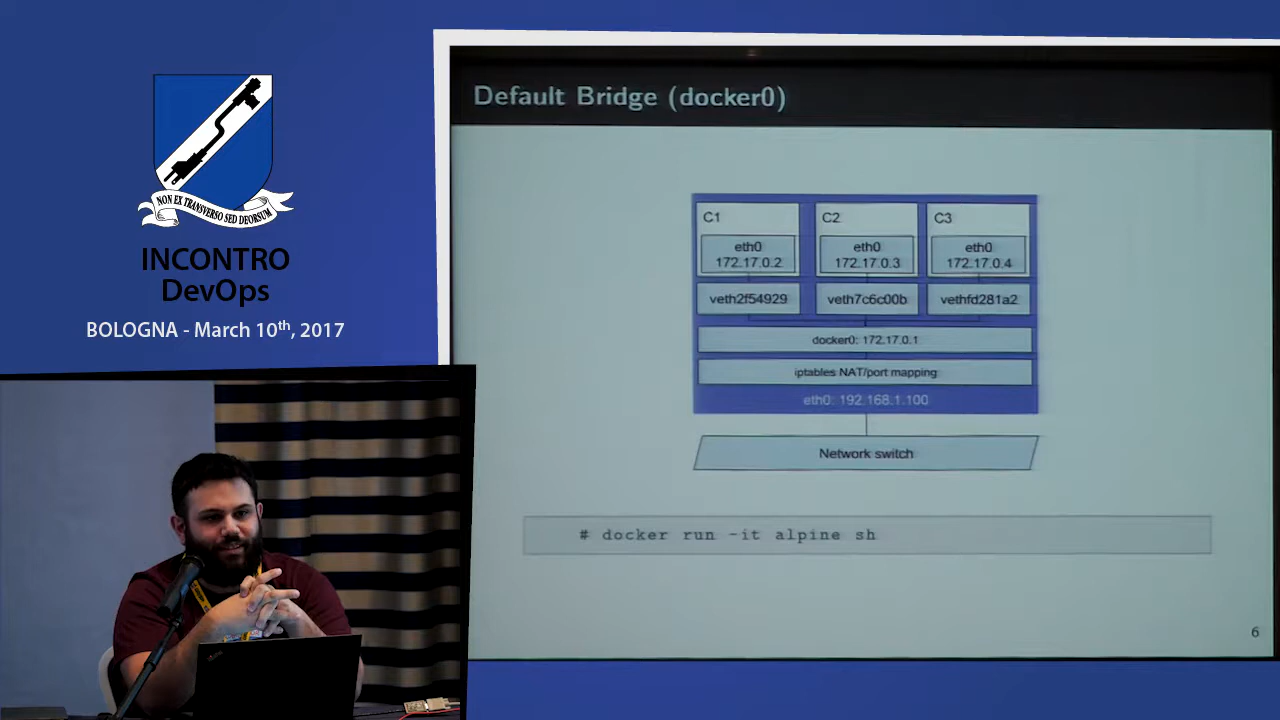 NON EX TRANSVERSO SED DEORSUM
INCONTRO
DevOps
BOLOGNA - March 10th, 2017
Default Bridge (docker0)
C1
C2
C3
eth0
172.17.0.2
eth0
172.17.0.3
eth0
172.17.0.4
veth2f54929
veth7c6c00b
vethfd281a2
docker0: 172.17.0.1
iptables NAT/port mapping
eth0: 192.168.1.100
Network switch
# docker run -it alpine sh
6